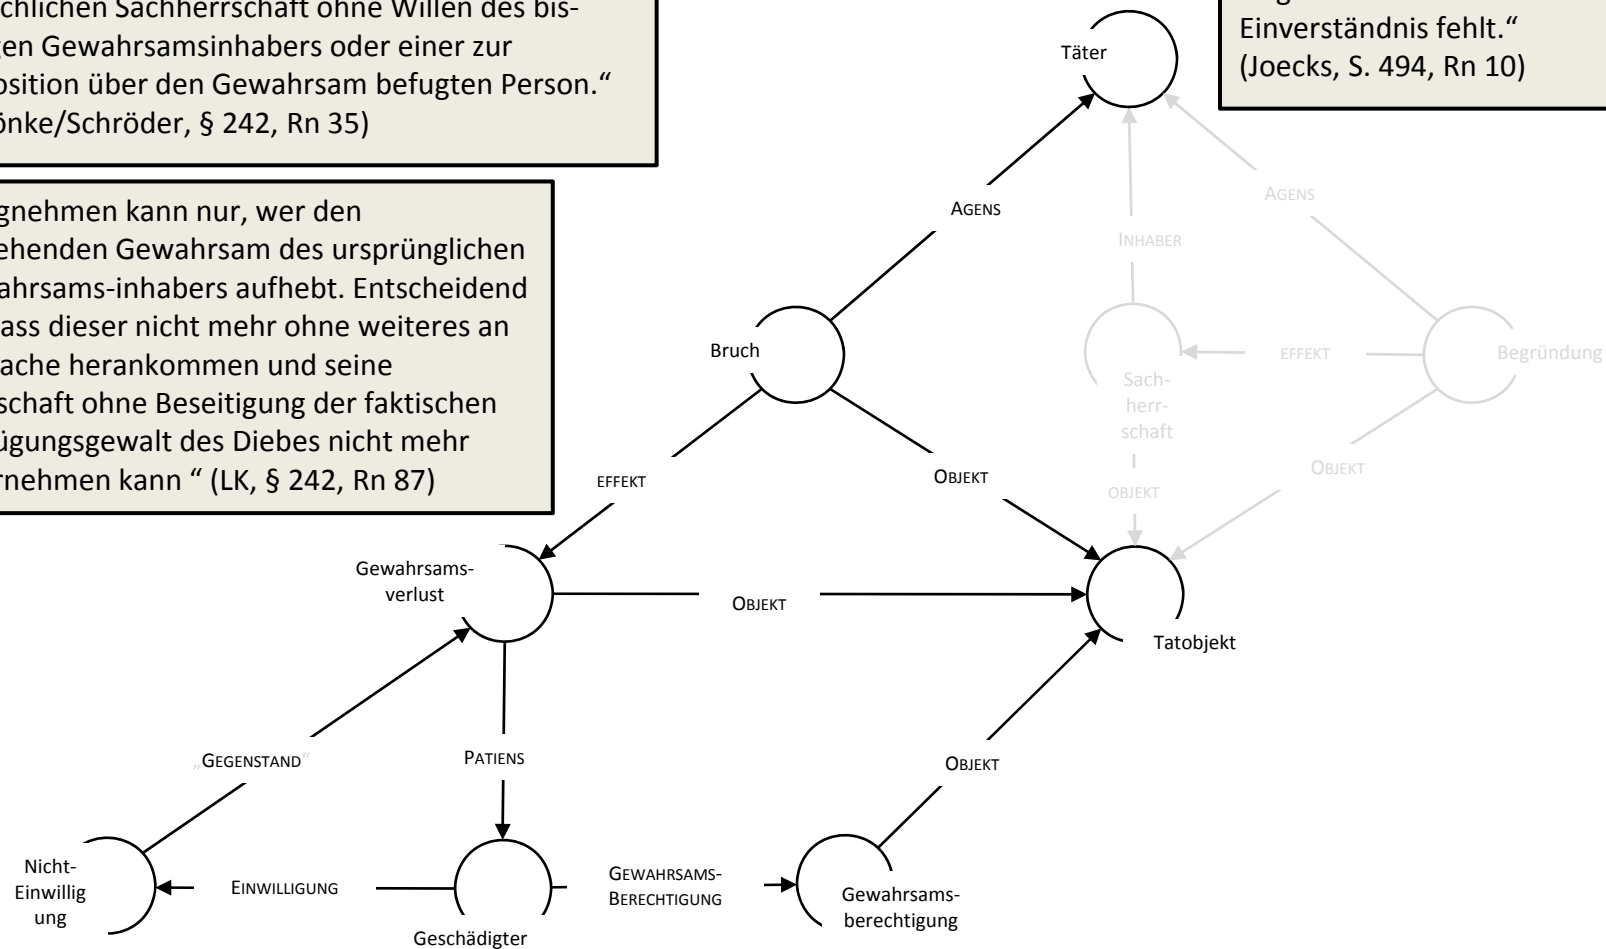 chlichen Sachherrschaft ohne Willen des bis-
gen Gewahrsamsinhabers oder einer zur
osition über den Gewahrsam befugten Person.“
önke/Schröder, § 242, Rn 35)
gnehmen kann nur, wer den
ehenden Gewahrsam des ursprünglichen
ahrsams-inhabers aufhebt. Entscheidend
ass dieser nicht mehr ohne weiteres an
ache herankommen und seine
schaft ohne Beseitigung der faktischen
ügungsgewalt des Diebes nicht mehr
rnehmen kann “ (LK, § 242, Rn 87)
Einverständnis fehlt.“
(Joecks, S. 494, Rn 10)
Täter
AGENS
AGENS
INHABER
Bruch
EFFEKT
Begründung
Sach-
herr-
schaft
EFFEKT
OBJEKT
OBJEKT
OBJEKT
Gewahrsams-
verlust
OBJEKT
Tatobjekt
„GEGENSTAND“
PATIENS
OBJEKT
Nicht-
Einwillig
ung
EINWILLIGUNG
Geschädigter
GEWAHRSAMS-
BERECHTIGUNG
Gewahrsams-
berechtigung